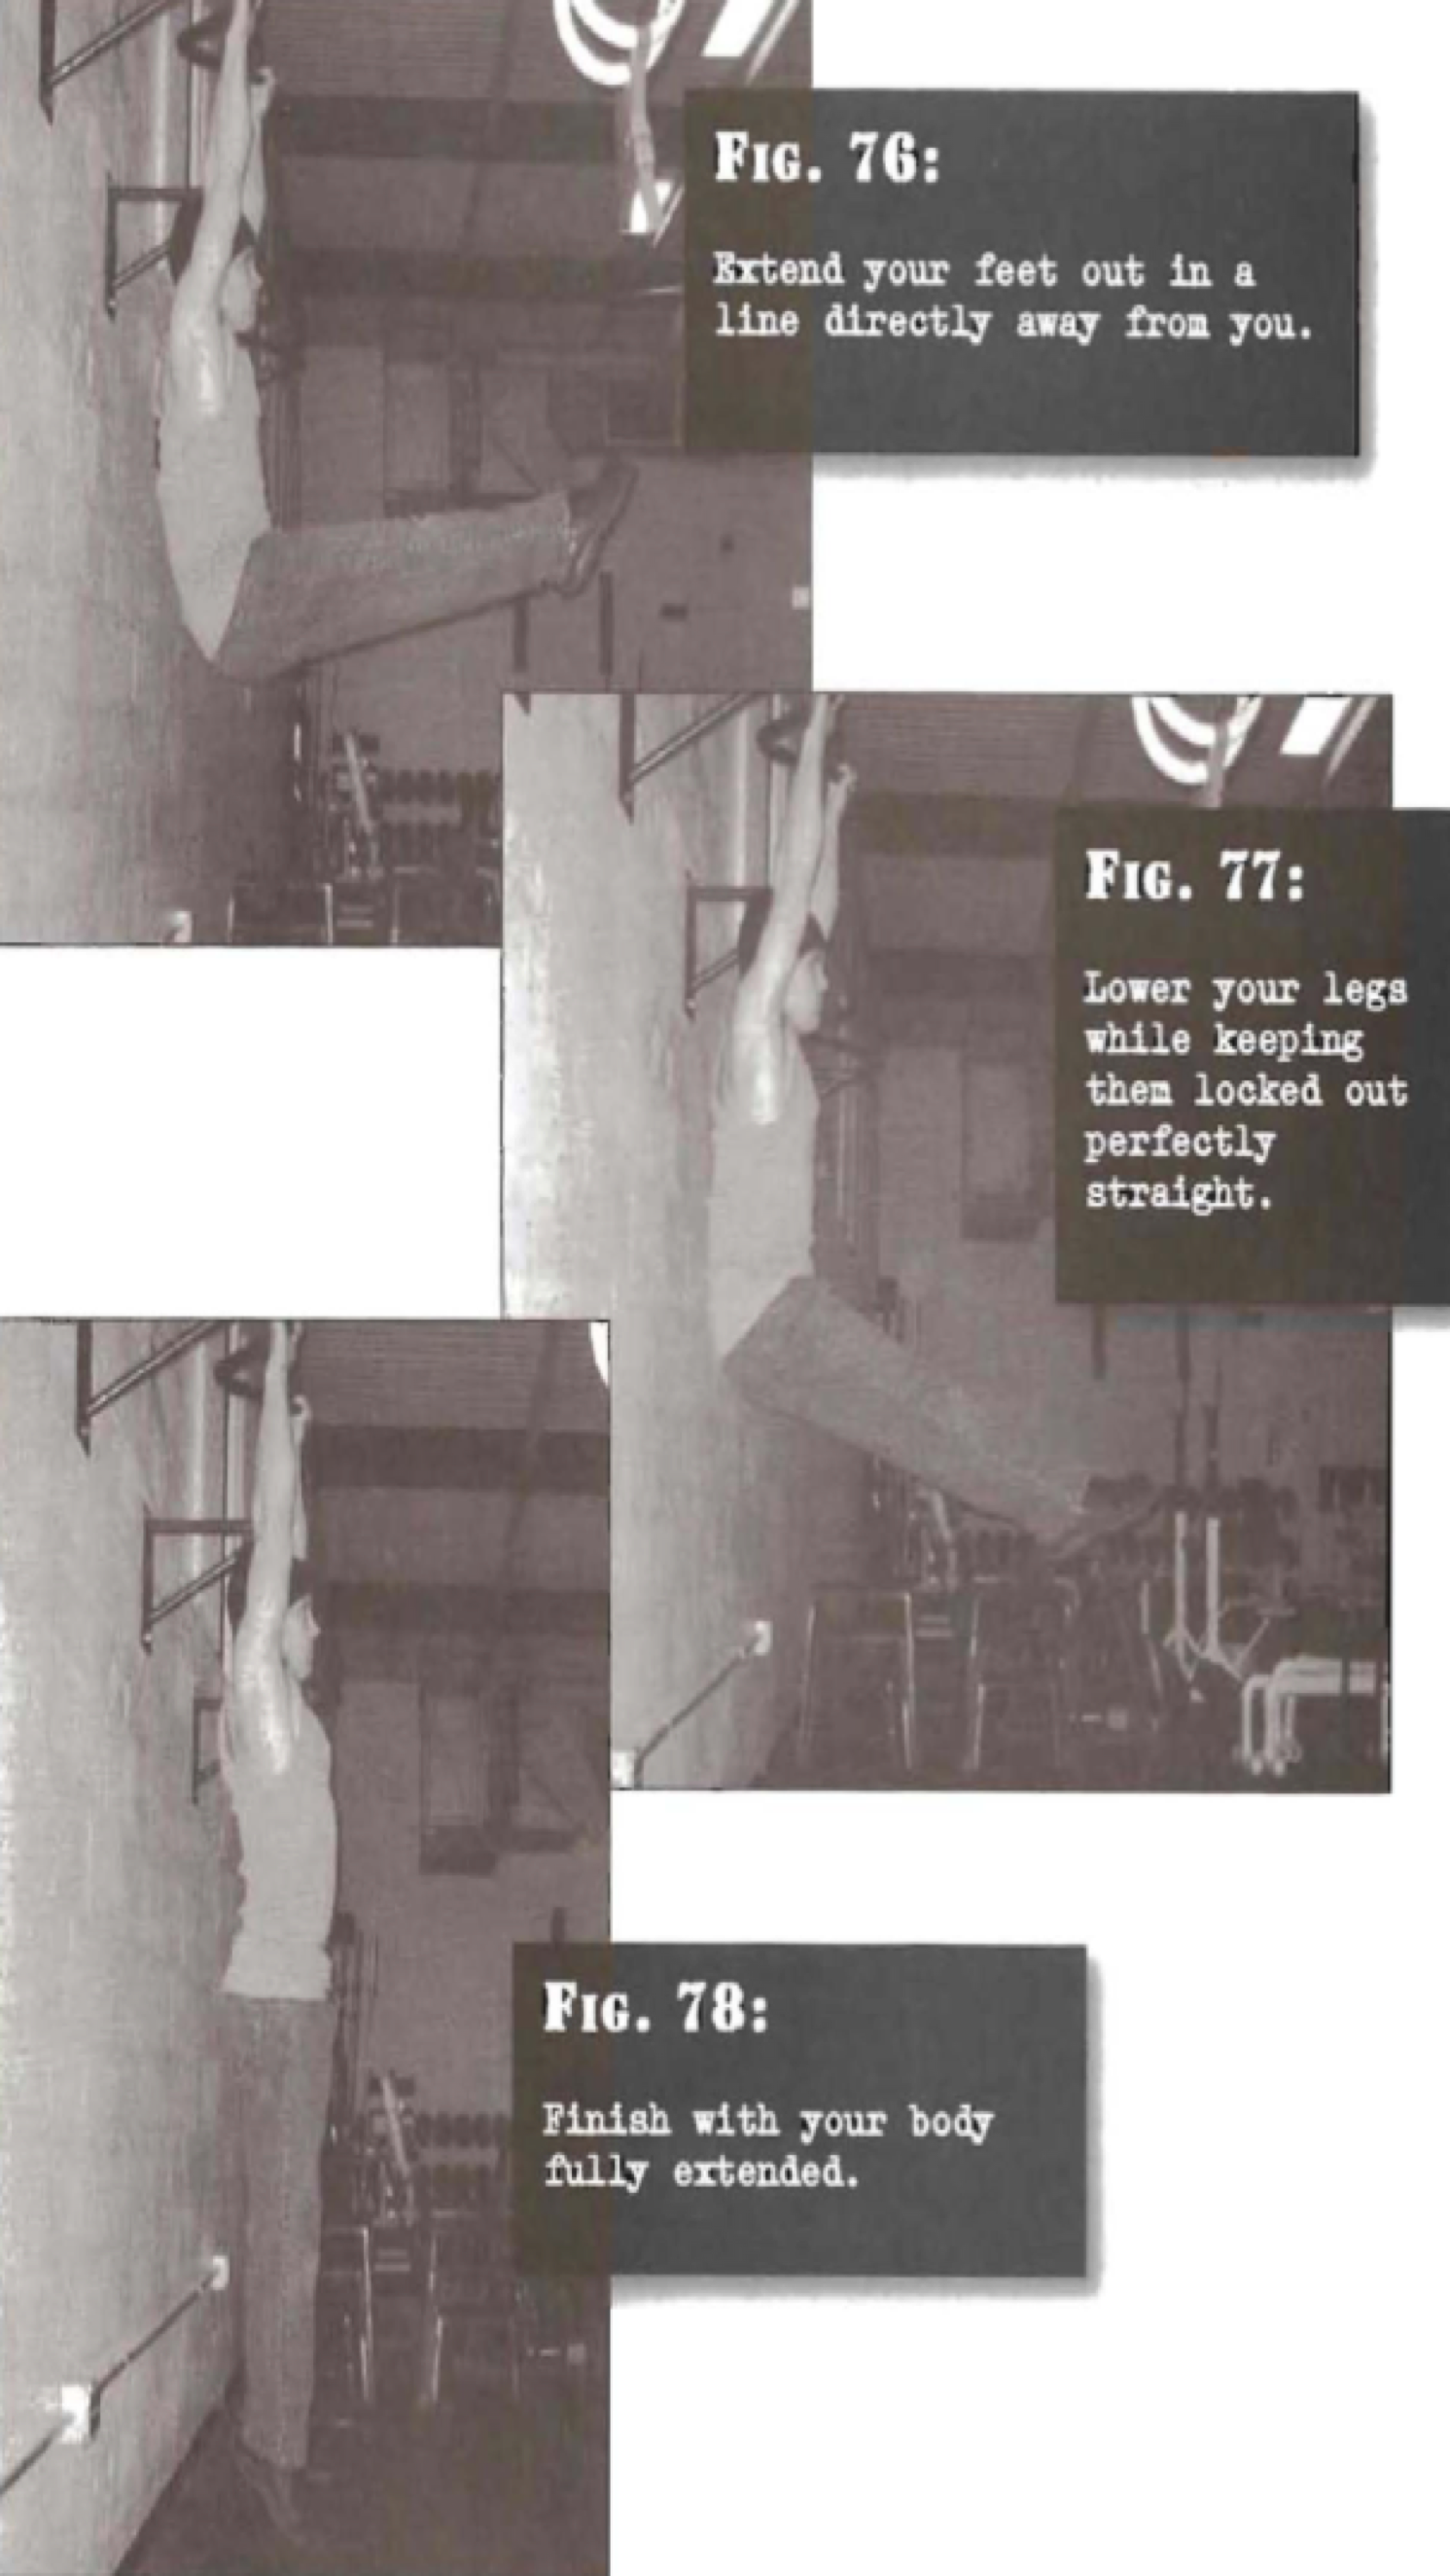 FIG. 76:
Extend your feet out in a
line directly away from you.
FIG. 77:
Lower your legs
while keeping
them locked out
perfectly
straight.
FIG. 78:
Finish with your body
fully extended.